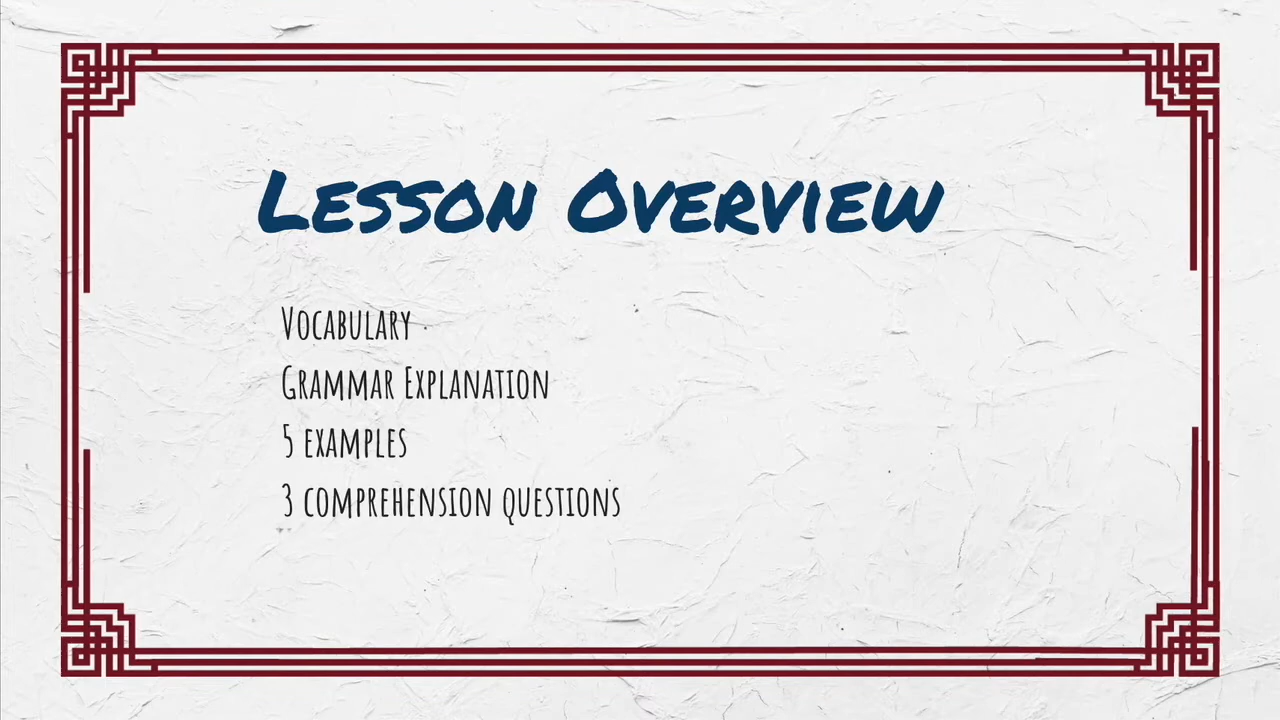 Lesson Overview
Vocabulary
Grammar Explanation
5 examples
3 comprehension questions